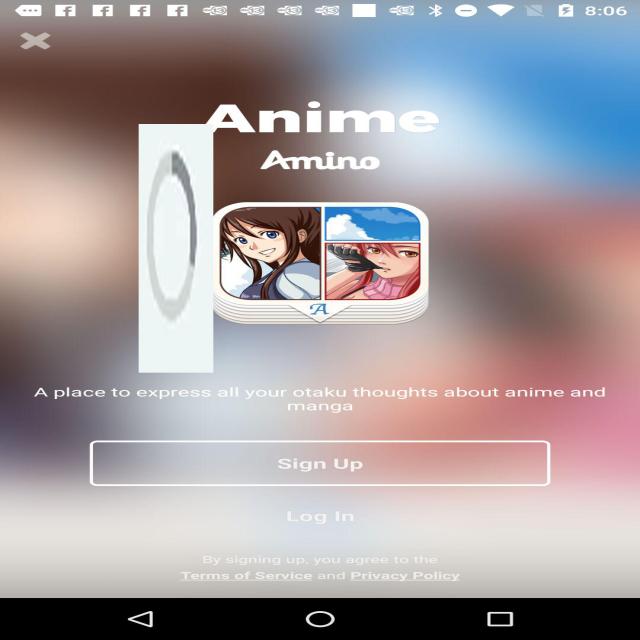 8:06
Anime
Amino
A
A place to express all your otaku thoughts about anime and
manga
Sign Up
Log In
By signing up, you agree to the
Terms of Service and Privacy Policy